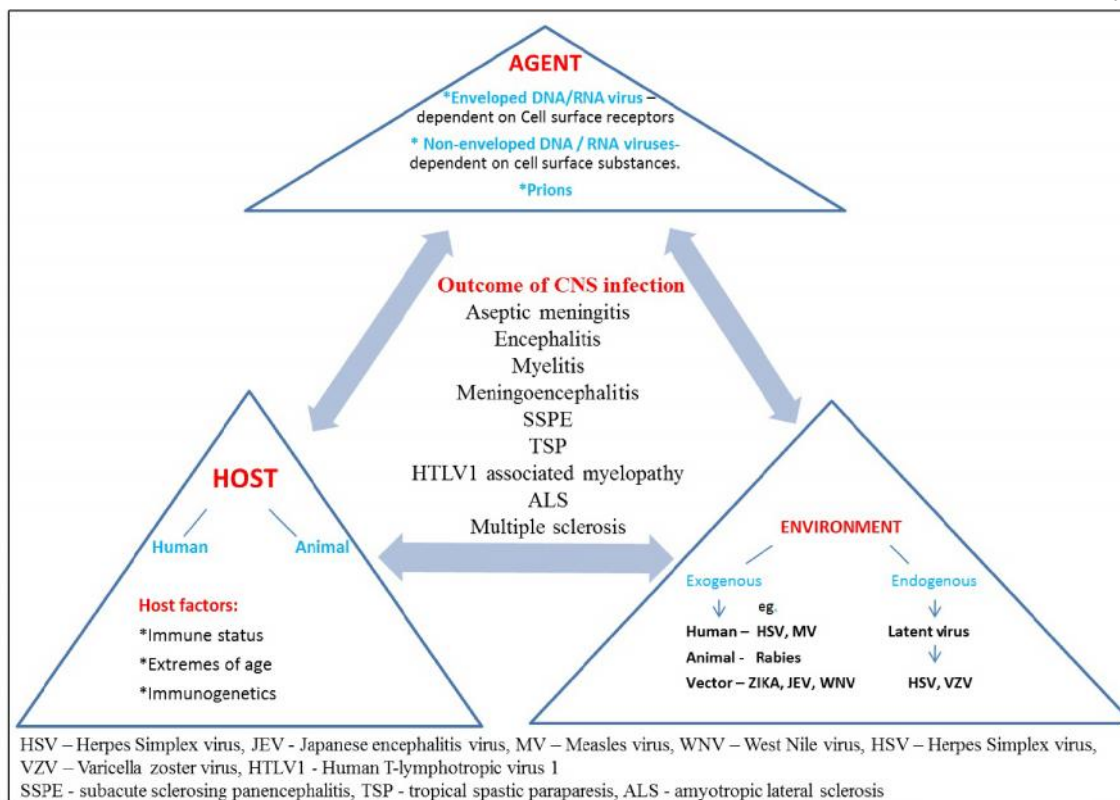 AGENT
*Enveloped DNA/RNA virus –
dependent on Cell surface receptors
* Non-enveloped DNA / RNA viruses-
dependent on cell surface substances.
*Prions
Outcome of CNS infection
Aseptic meningitis
Encephalitis
Myelitis
Meningoencephalitis
SSPE
TSP
HTLV1 associated myelopathy
ALS
Multiple sclerosis
HOST
Human Animal
Host factors:
*Immune status
*Extremes of age
*Immunogenetics
ENVIRONMENT
Exogenous Endogenous
eg.
Human – HSV, MV Latent virus
Animal - Rabies
Vector – ZIKA, JEV, WNV HSV, VZV
HSV – Herpes Simplex virus, JEV - Japanese encephalitis virus, MV – Measles virus, WNV – West Nile virus, HSV – Herpes Simplex virus,
VZV – Varicella zoster virus, HTLV1 - Human T-lymphotropic virus 1
SSPE - subacute sclerosing panencephalitis, TSP - tropical spastic paraparesis, ALS - amyotropic lateral sclerosis